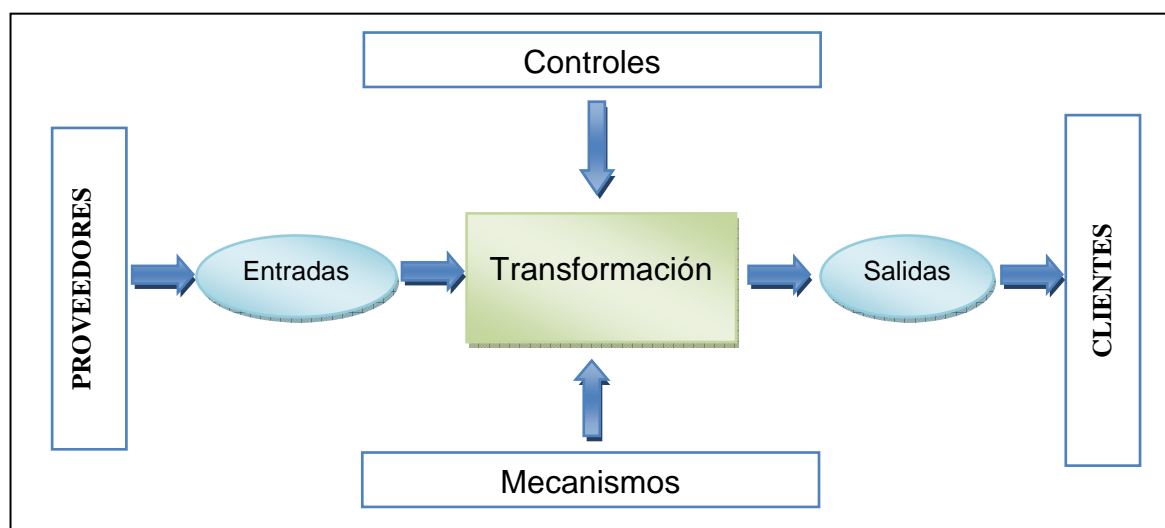 Controles
PROVEEDORES
Entradas
Transformación
Salidas
CLIENTES
Mecanismos